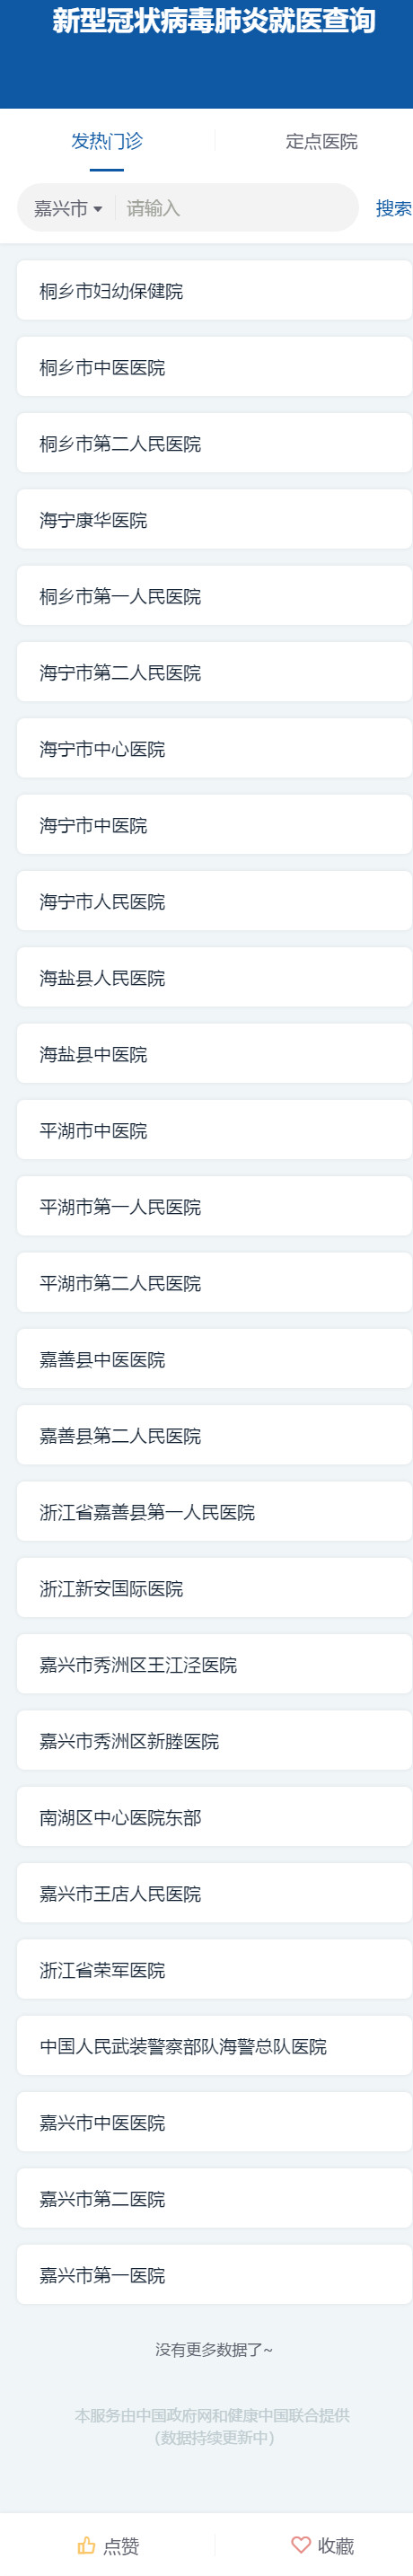 新型冠状病毒肺炎就医查询
发热门诊
定点医院
嘉兴市
请输入
搜索
桐乡市妇幼保健院
桐乡市中医医院
桐乡市第二人民医院
海宁康华医院
桐乡市第一人民医院
海宁市第二人民医院
海宁市中心医院
海宁市中医院
海宁市人民医院
海盐县人民医院
海盐县中医院
平湖市中医院
平湖市第一人民医院
平湖市第二人民医院
嘉善县中医医院
嘉善县第二人民医院
浙江省嘉善县第一人民医院
浙江新安国际医院
嘉兴市秀洲区王江泾医院
嘉兴市秀洲区新塍医院
南湖区中心医院东部
嘉兴市王店人民医院
浙江省荣军医院
中国人民武装警察部队海警总队医院
嘉兴市中医医院
嘉兴市第二医院
嘉兴市第一医院
没有更多数据了~
本服务由中国政府网和健康中国联合提供
(数据持续更新中)
点赞
收藏